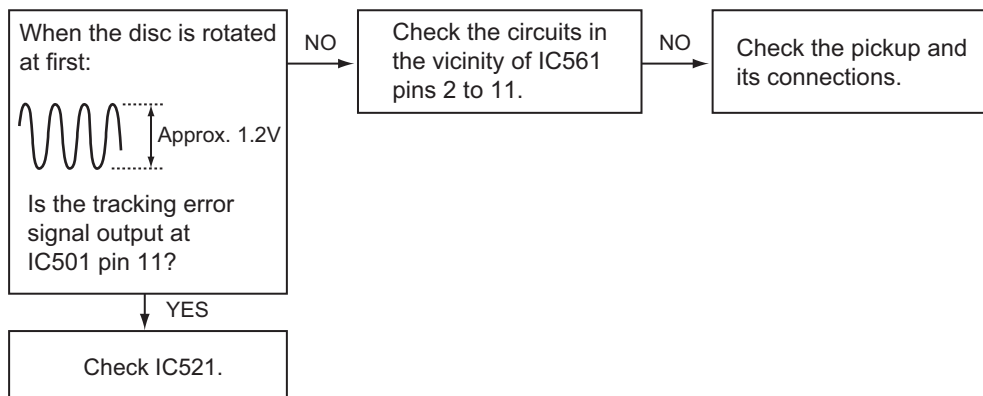 When the disc is rotated
at first:
Approx. 1.2V
Is the tracking error
signal output at
IC501 pin 11?
NO
Check the circuits in
the vicinity of IC561
pins 2 to 11.
NO
Check the pickup and
its connections.
YES
Check IC521.